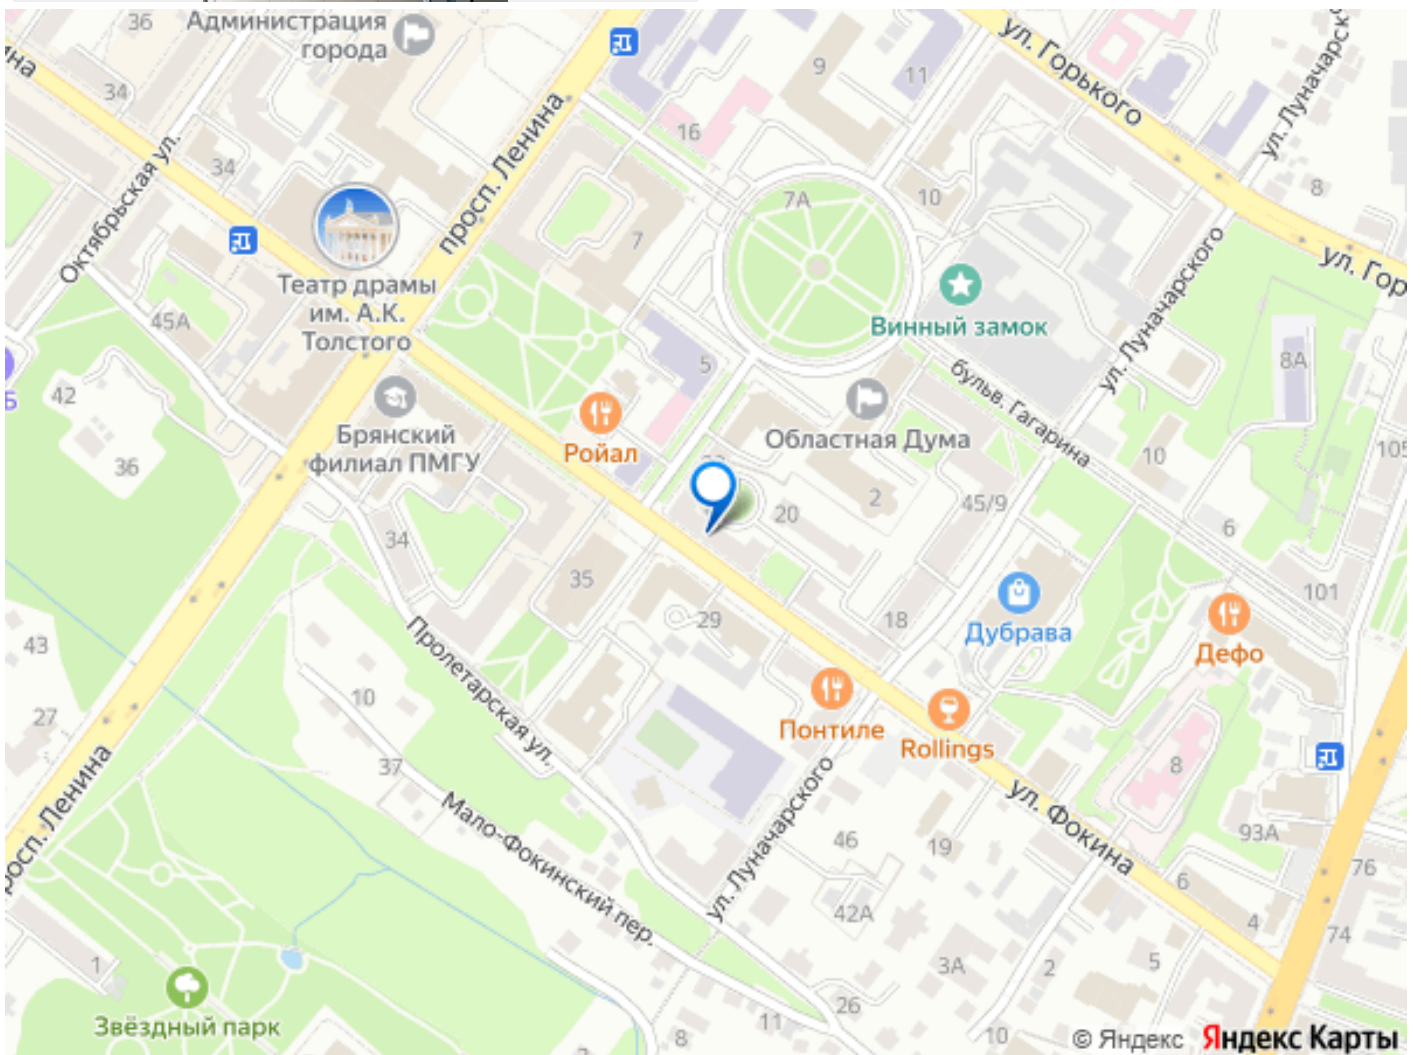 36
Администрация
города
34
34
Октябрьская ул.
просп. Ленина
Театр драмы
им. А.К.
Толстого
45А
42
36
Брянский
филиал ПМГУ
34
35
16
9
11
ул. Горького
ул. Луначарс
8
10
7А
7
5
Ройал
Винный замок
Областная Дума
бульв. Гагарина
ул. Луначарского
ул. Гор
8А
105
10
6
2
20
45/9
18
29
Дубрава
101
Дефо
Понтиле
Rollings
43
27
10
37
Пролетарская ул.
Мало-Фокинский пер.
ул. Луначарского
ул. Фокина
8
93А
76
46
19
42А
6
4
74
5
3А
2
1
Звёздный парк
26
11
8
10
© Яндекс Яндекс Карты